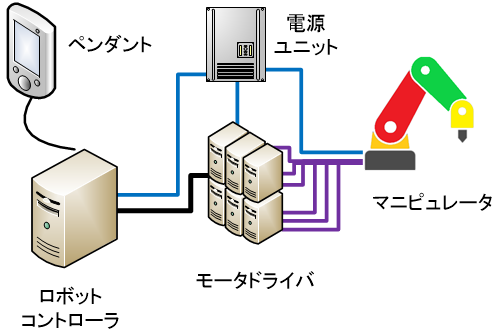 ペンダント
電源
ユニット
マニピュレータ
モータドライバ
ロボット
コントローラ